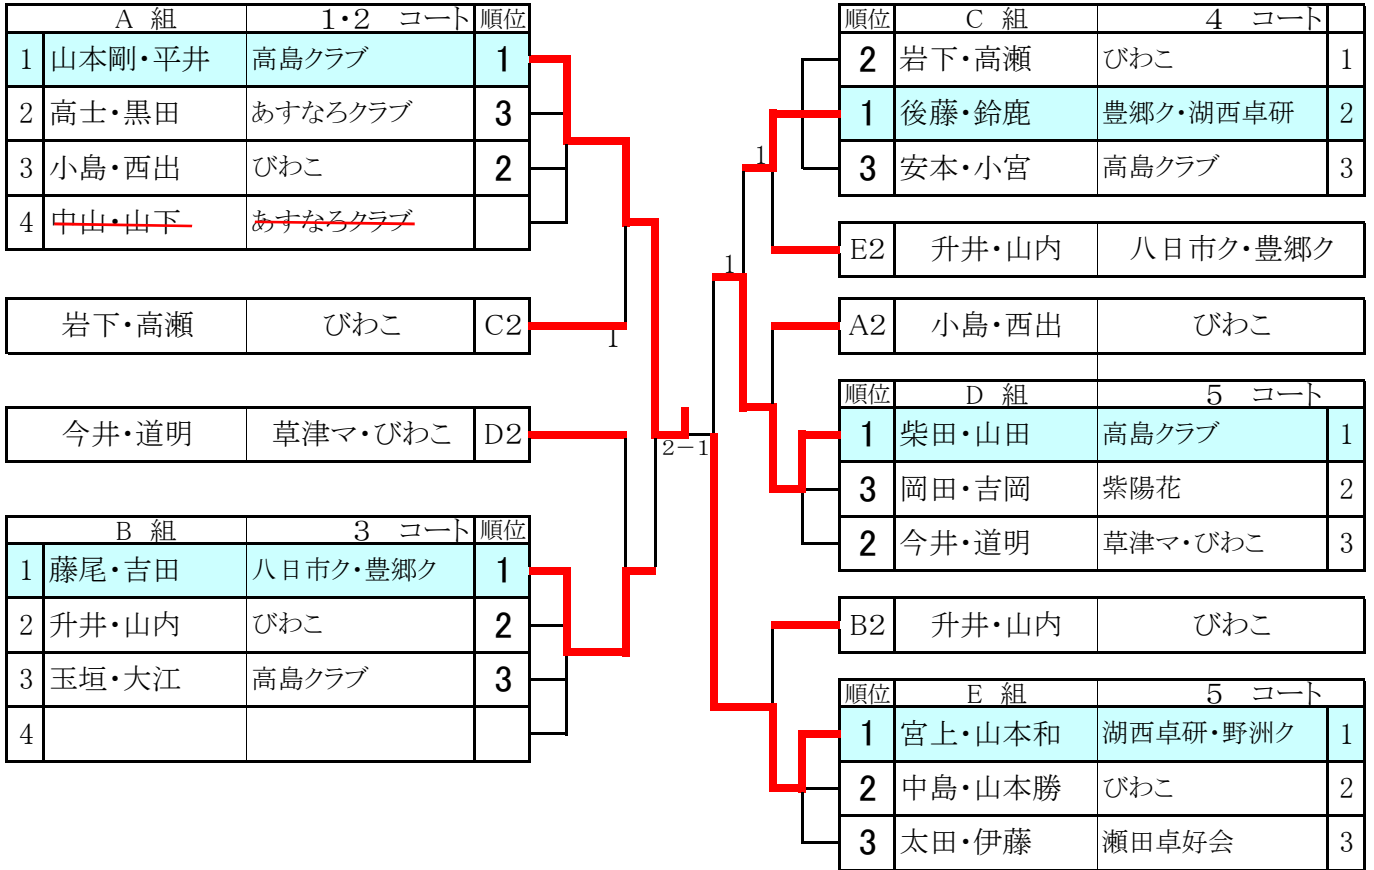 A 組 1・2 コート 順位
1 山本剛・平井 高島クラブ 1
2 高士・黒田 あすなろクラブ 3
3 小島・西出 びわこ 2
4 中山・山下 あすなろクラブ
岩下・高瀬 びわこ C2
1
今井・道明 草津マ・びわこ D2
B 組 3 コート 順位
1 藤尾・吉田 八日市ク・豊郷ク 1
2 升井・山内 びわこ 2
3 玉垣・大江 高島クラブ 3
4
2−1
1
1
順位 C 組 4 コート
2 岩下・高瀬 びわこ 1
1 後藤・鈴鹿 豊郷ク・湖西卓研 2
3 安本・小宮 高島クラブ 3
E2 升井・山内 八日市ク・豊郷ク
A2 小島・西出 びわこ
順位 D 組 5 コート
1 柴田・山田 高島クラブ 1
3 岡田・吉岡 紫陽花 2
2 今井・道明 草津マ・びわこ 3
B2 升井・山内 びわこ
順位 E 組 5 コート
1 宮上・山本和 湖西卓研・野洲ク 1
2 中島・山本勝 びわこ 2
3 太田・伊藤 瀬田卓好会 3